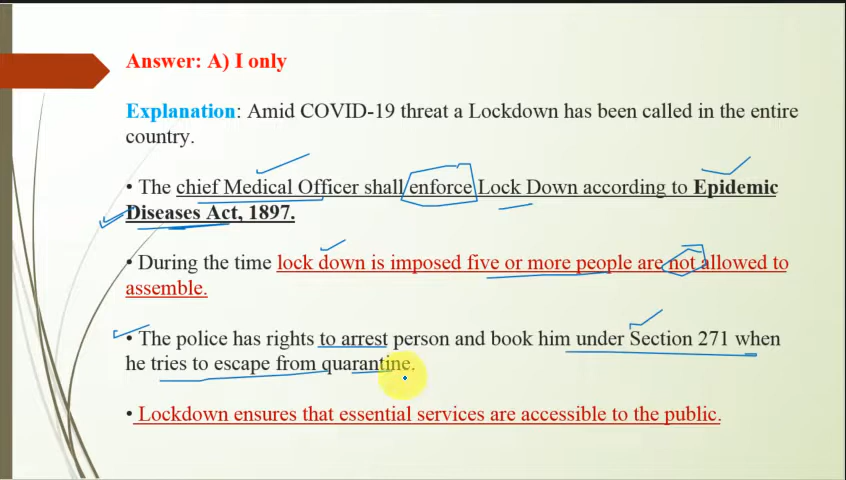 Answer: A) I only
Explanation: Amid COVID-19 threat a Lockdown has been called in the entire
country.
• The chief Medical Officer shall enforce Lock Down according to Epidemic
Diseases Act, 1897.
• During the time lock down is imposed five or more people are not allowed to
assemble.
• The police has rights to arrest person and book him under Section 271 when
he tries to escape from quarantine.
• Lockdown ensures that essential services are accessible to the public.